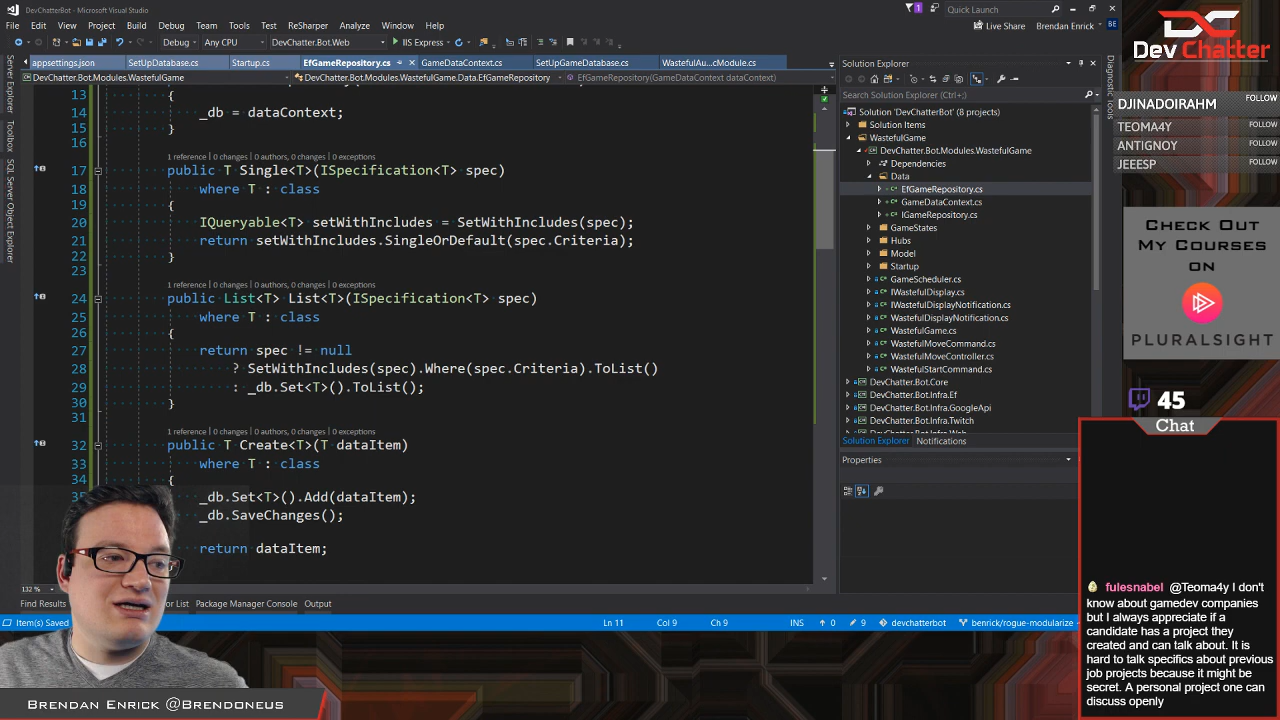 DevChatterBot - Microsoft Visual Studio
Quick Launch
File Edit View Project Build Debug Team Tools Test ReSharper Analyze Window Help
Live Share Brendan Enrick BE
Debug Any CPU DevChatter.Bot.Web IIS Express
appsettings.json SetUpDatabase.cs Startup.cs EfGameRepository.cs GameDataContext.cs SetUpGameDatabase.cs WastefulAu...cModule.cs
DevChatter.Bot.Modules.WastefulGame DevChatter.Bot.Modules.WastefulGame.Data.EfGameRepository EfGameRepository(GameDataContext dataContext)
Server Explorer
Toolbox
SQL Server Object Explorer
13 {
14 _db = dataContext;
15 }
16
1 reference | 0 changes | 0 authors, 0 changes | 0 exceptions
17 public T Single<T>(ISpecification<T> spec)
18 where T : class
19 {
20 IQueryable<T> setWithIncludes = SetWithIncludes(spec);
21 return setWithIncludes.SingleOrDefault(spec.Criteria);
22 }
23
1 reference | 0 changes | 0 authors, 0 changes | 0 exceptions
24 public List<T> List<T>(ISpecification<T> spec)
25 where T : class
26 {
27 return spec != null
28 ? SetWithIncludes(spec).Where(spec.Criteria).ToList()
29 : _db.Set<T>().ToList();
30 }
31
1 reference | 0 changes | 0 authors, 0 changes | 0 exceptions
32 public T Create<T>(T dataItem)
33 where T : class
34 {
35 _db.Set<T>().Add(dataItem);
_db.SaveChanges();
return dataItem;
132 %
Find Results Package Manager Console Output
Item(s) Saved Ln 11 Col 9 Ch 9 INS 0 9 devchatterbot benrick/rogue-modularize
Solution Explorer
Search Solution Explorer (Ctrl+;)
Solution 'DevChatterBot' (8 projects)
Solution Items
WastefulGame
DevChatter.Bot.Modules.WastefulGame
Dependencies
Data
EfGameRepository.cs
GameDataContext.cs
IGameRepository.cs
GameStates
Hubs
Model
Startup
GameScheduler.cs
IWastefulDisplay.cs
IWastefulDisplayNotification.cs
WastefulDisplayNotification.cs
WastefulGame.cs
WastefulMoveCommand.cs
WastefulMoveController.cs
WastefulStartCommand.cs
DevChatter.Bot.Core
DevChatter.Bot.Infra.Ef
DevChatter.Bot.Infra.GoogleApi
DevChatter.Bot.Infra.Twitch
Solution Explorer Notifications
Properties
Diagnostic Tools
Dev Chatter
DJINADOIRAHM FOLLOW
TEOMA4Y FOLLOW
ANTIGNOY FOLLOW
JEEESP FOLLOW
Check Out
My Courses
on
PLURALSIGHT
45
Chat
fulesnabel @Teoma4y I don't
know about gamedev companies
but I always appreciate if a
candidate has a project they
created and can talk about. It is
hard to talk specifics about previous
job projects because it might be
secret. A personal project one can
discuss openly
Brendan Enrick @Brendoneus